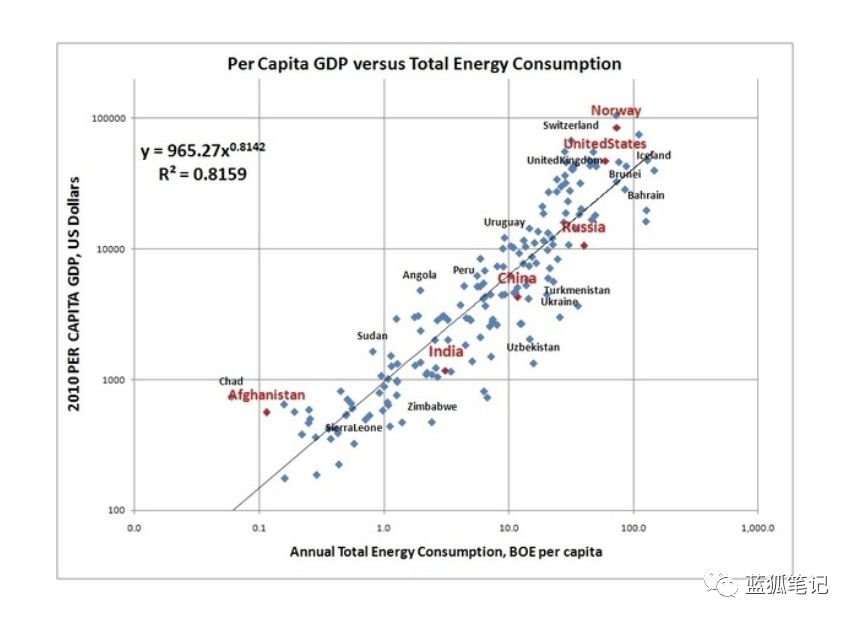 Per Capita GDP versus Total Energy Consumption
y = 965.27x^0.8142
R² = 0.8159
2010 PER CAPITA GDP, US Dollars
100000
10000
1000
100
Norway
Switzerland
UnitedStates
UnitedKingdom
Iceland
Brunei
Bahrain
Uruguay
Russia
Angola
Peru
China
Turkmenistan
Ukraine
Sudan
India
Uzbekistan
Chad
Afghanistan
Zimbabwe
SierraLeone
0.0 0.1 1.0 10.0 100.0 1,000.0
Annual Total Energy Consumption, BOE per capita
蓝狐笔记